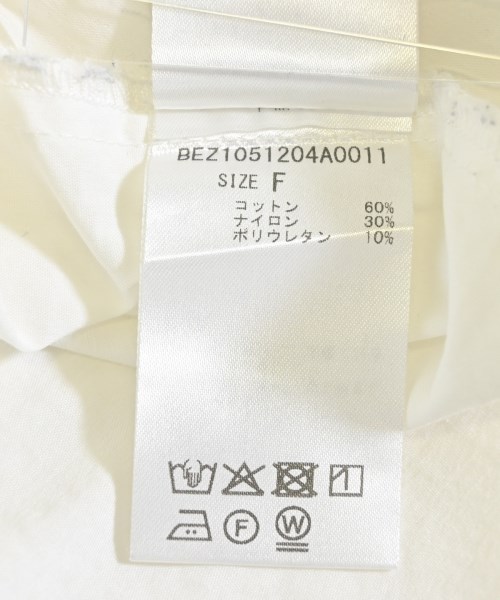 BEZ1051204A0011
SIZE F
コットン 60%
ナイロン 30%
ポリウレタン 10%
F W